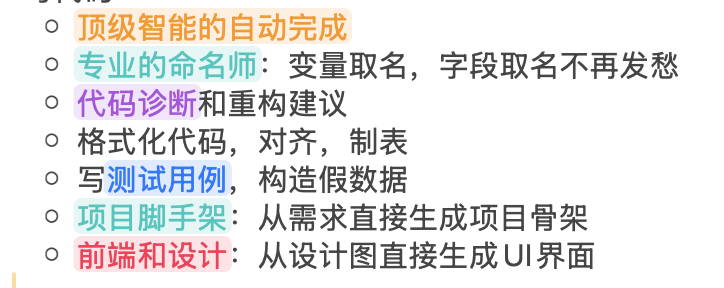 顶级智能的自动完成
专业的命名师：变量取名，字段取名不再发愁
代码诊断和重构建议
格式化代码，对齐，制表
写测试用例，构造假数据
项目脚手架：从需求直接生成项目骨架
前端和设计：从设计图直接生成UI界面